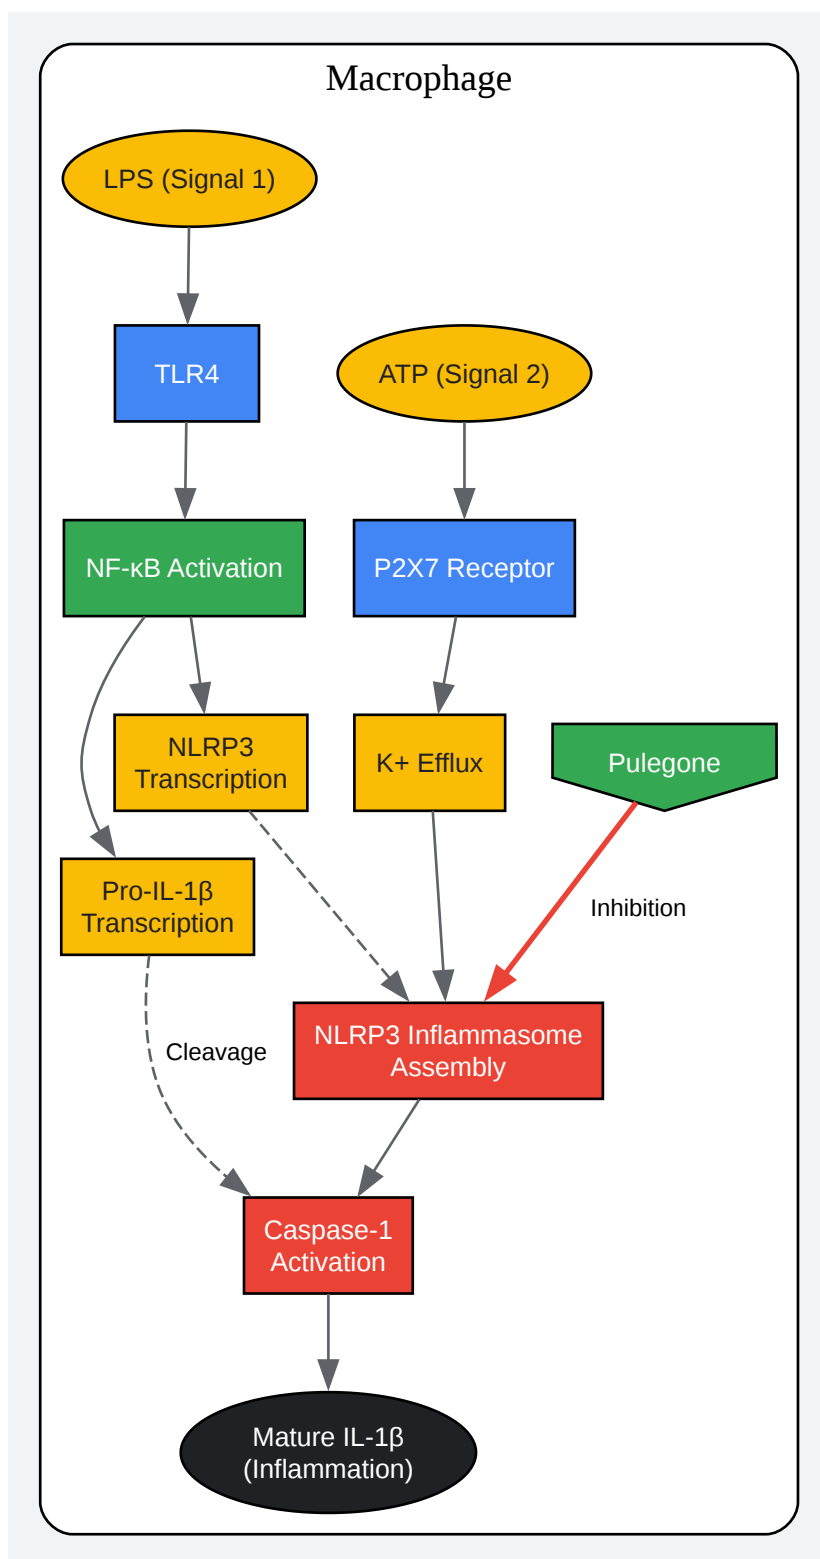 Macrophage
LPS (Signal 1)
TLR4
ATP (Signal 2)
NF-κB Activation
P2X7 Receptor
NLRP3
Transcription
K+ Efflux
Pulegone
Pro-IL-1β
Transcription
Inhibition
NLRP3 Inflammasome
Assembly
Cleavage
Caspase-1
Activation
Mature IL-1β
(Inflammation)